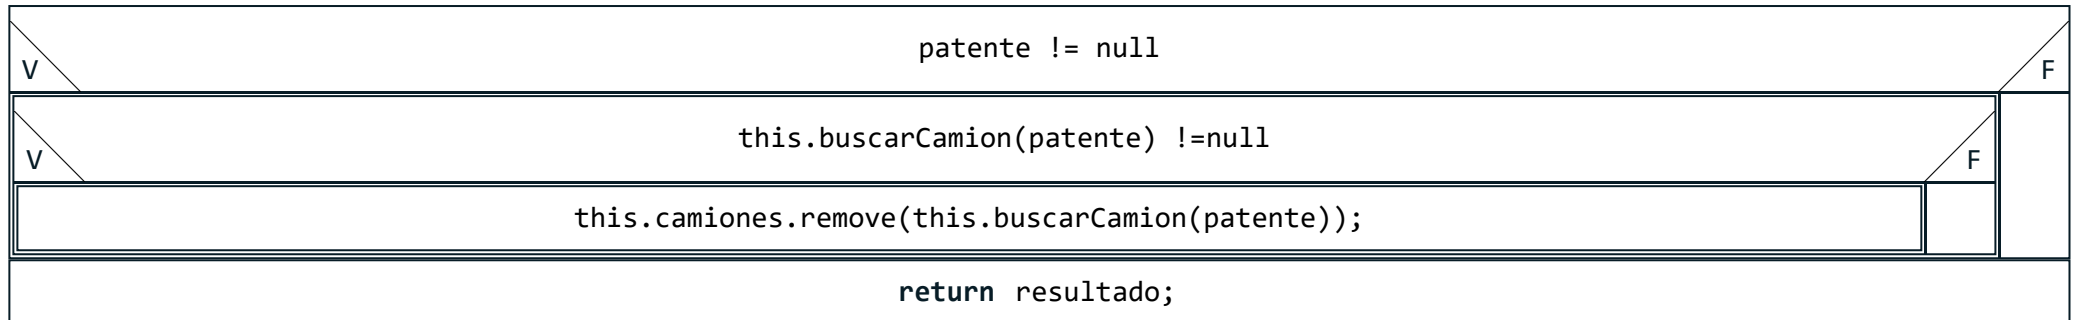 patente != null
V
F
this.buscarCamion(patente) !=null
V
F
this.camiones.remove(this.buscarCamion(patente));
return resultado;